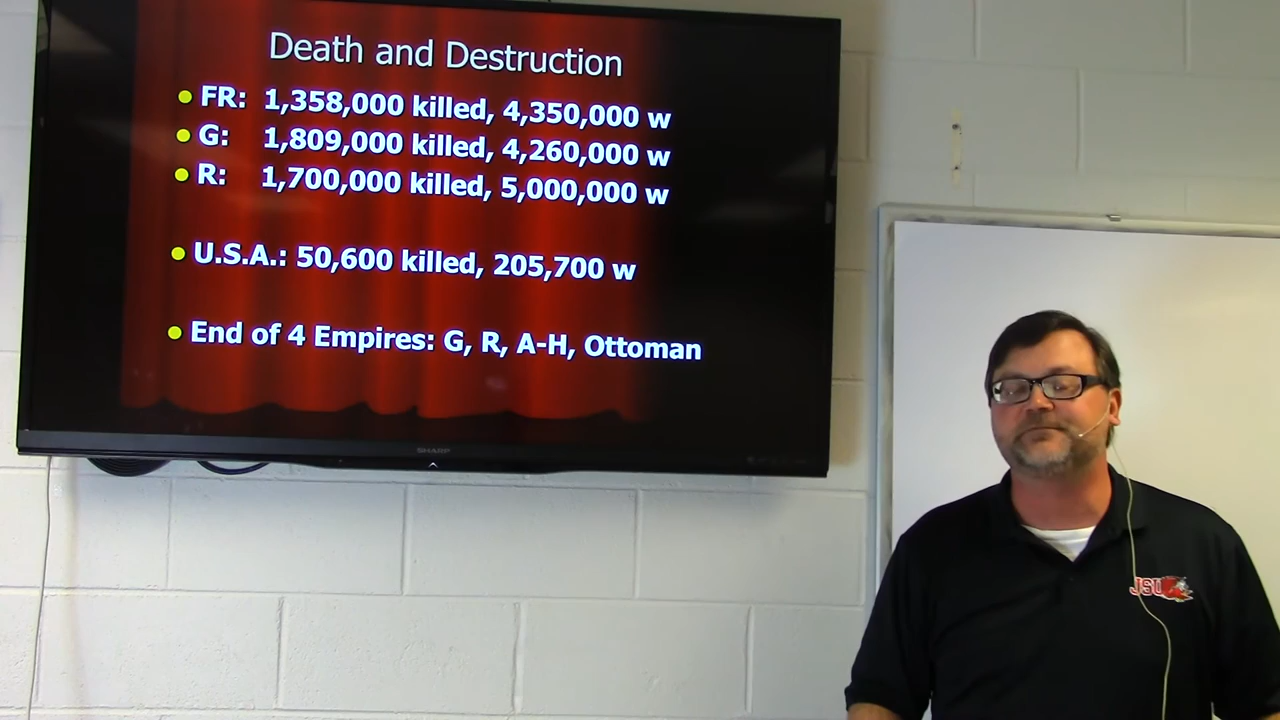 Death and Destruction
FR: 1,358,000 killed, 4,350,000 w
G: 1,809,000 killed, 4,260,000 w
R: 1,700,000 killed, 5,000,000 w
U.S.A.: 50,600 killed, 205,700 w
End of 4 Empires: G, R, A-H, Ottoman
SHARP
JSU